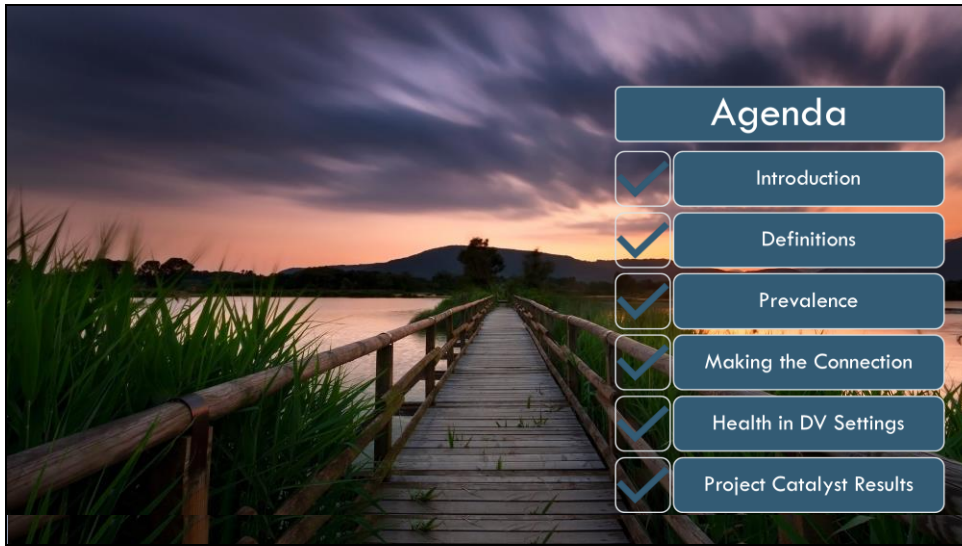 Agenda
Introduction
Definitions
Prevalence
Making the Connection
Health in DV Settings
Project Catalyst Results